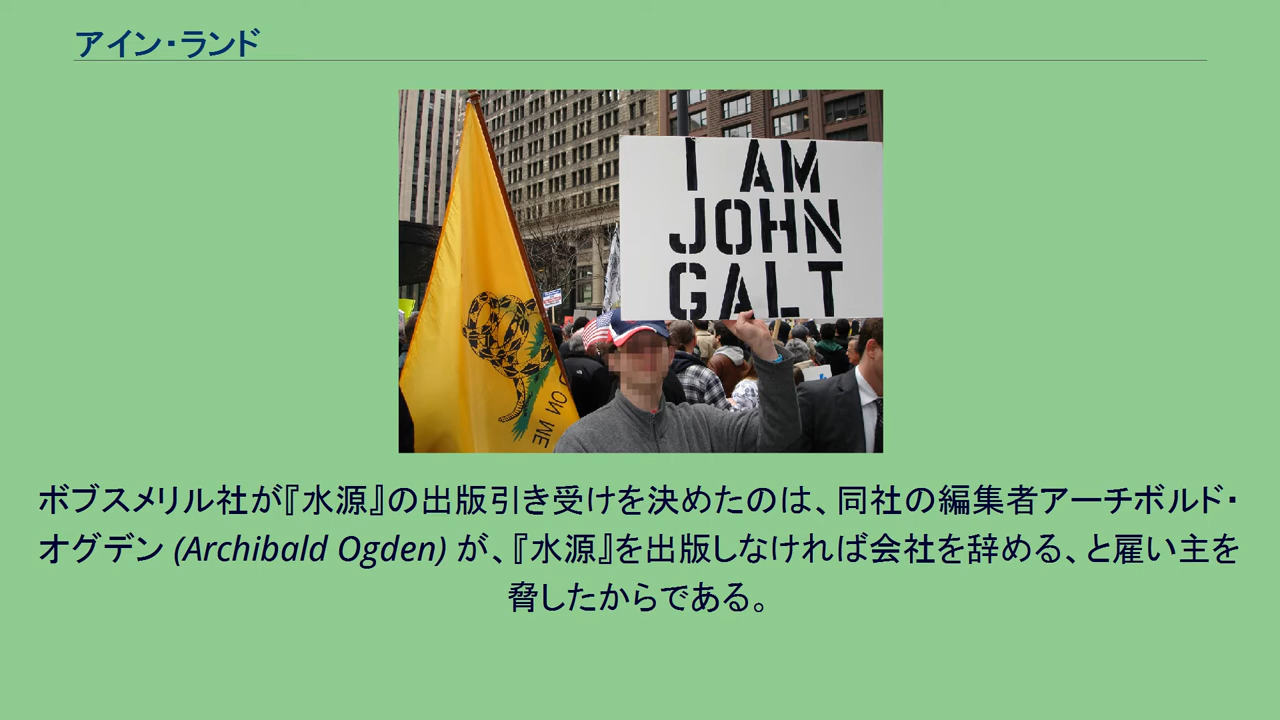 アイン・ランド
I AM
JOHN
GALT
ON ME
ボブスメリル社が『水源』の出版引き受けを決めたのは、同社の編集者アーチボルド・
オグデン (Archibald Ogden) が、『水源』を出版しなければ会社を辞める、と雇い主を
脅したからである。